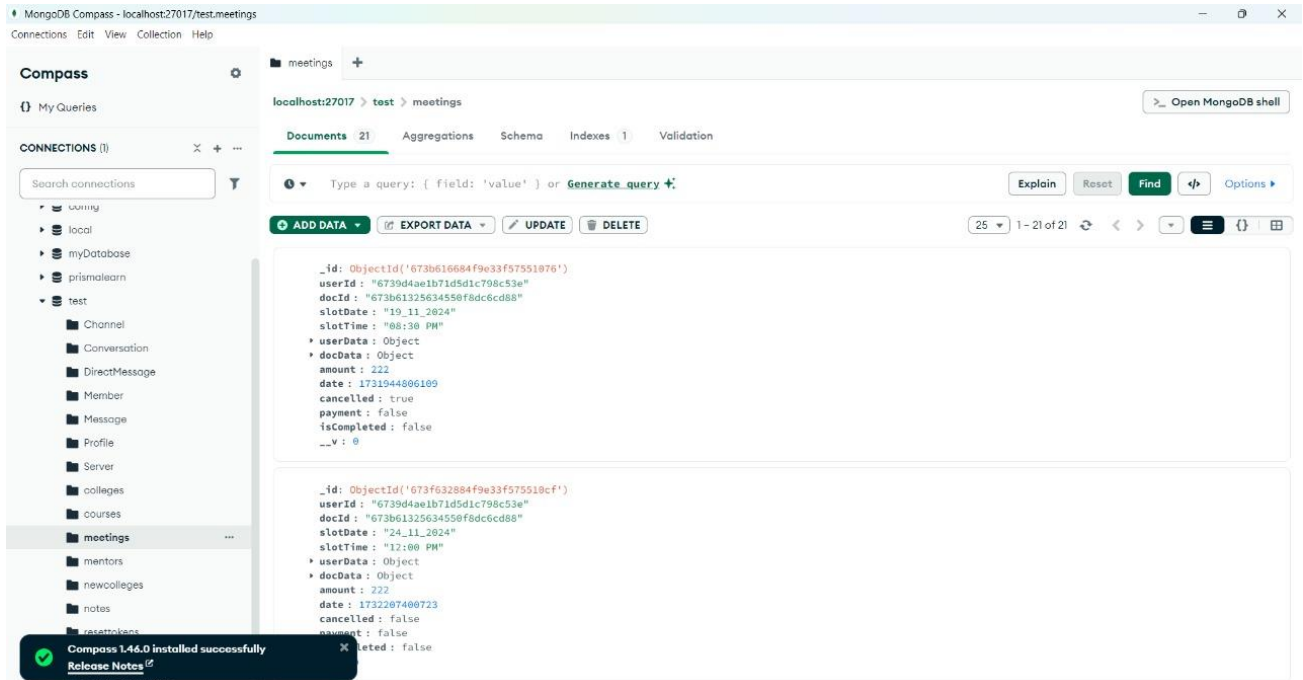 MongoDB Compass - localhost:27017/test.meetings
Connections Edit View Collection Help
Compass
{} My Queries
CONNECTIONS (1)
Search connections
config
local
myDatabase
prismalearn
test
Channel
Conversation
DirectMessage
Member
Message
Profile
Server
colleges
courses
meetings
mentors
newcolleges
notes
resettokens
Compass 1.46.0 installed successfully
Release Notes
meetings
localhost:27017 > test > meetings
>_ Open MongoDB shell
Documents 21 Aggregations Schema Indexes 1 Validation
Type a query: { field: 'value' } or Generate query
Explain Reset Find </> Options
ADD DATA EXPORT DATA UPDATE DELETE
25 1 – 21 of 21
_id: ObjectId('673b616684f9e33f57551076')
userId : "6739d4ae1b71d5d1c798c53e"
docId : "673b61325634550f8dc6cd88"
slotDate : "19_11_2024"
slotTime : "08:30 PM"
userData : Object
docData : Object
amount : 222
date : 1731944806109
cancelled : true
payment : false
isCompleted : false
__v : 0
_id: ObjectId('673f632884f9e33f575510cf')
userId : "6739d4ae1b71d5d1c798c53e"
docId : "673b61325634550f8dc6cd88"
slotDate : "24_11_2024"
slotTime : "12:00 PM"
userData : Object
docData : Object
amount : 222
date : 1732207400723
cancelled : false
payment : false
leted : false